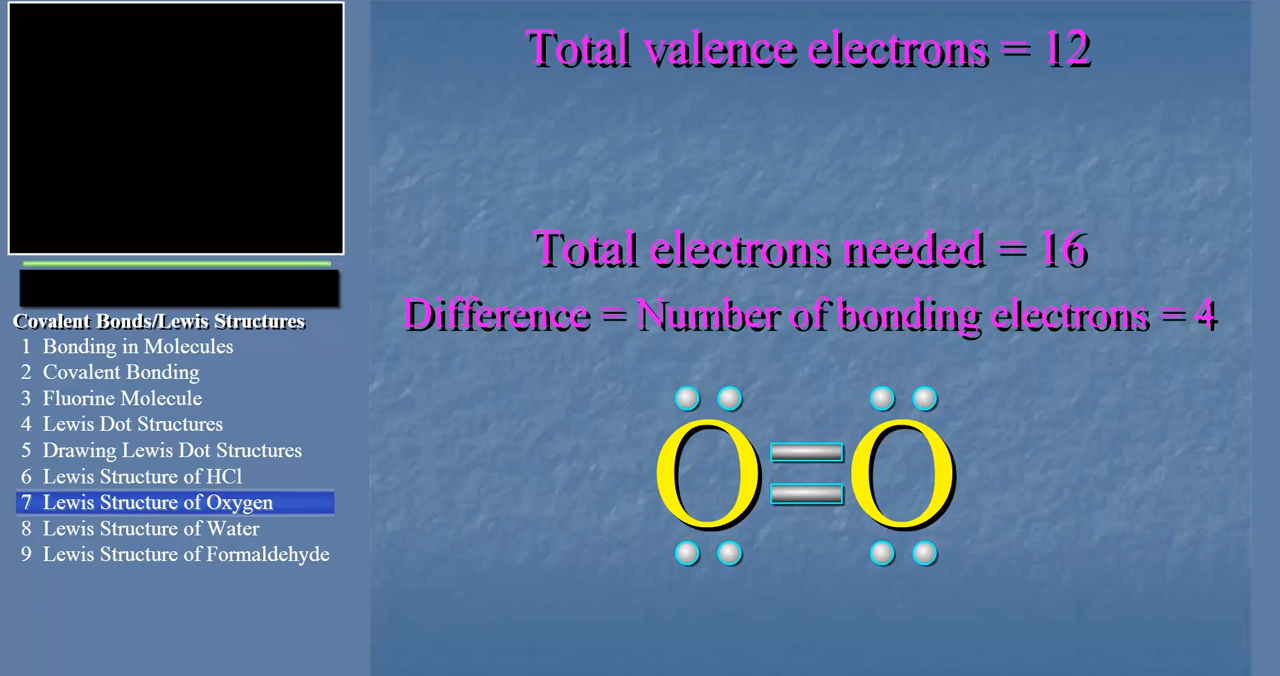 Total valence electrons = 12
Total electrons needed = 16
Difference = Number of bonding electrons = 4
O=O
Covalent Bonds/Lewis Structures
1 Bonding in Molecules
2 Covalent Bonding
3 Fluorine Molecule
4 Lewis Dot Structures
5 Drawing Lewis Dot Structures
6 Lewis Structure of HCl
7 Lewis Structure of Oxygen
8 Lewis Structure of Water
9 Lewis Structure of Formaldehyde